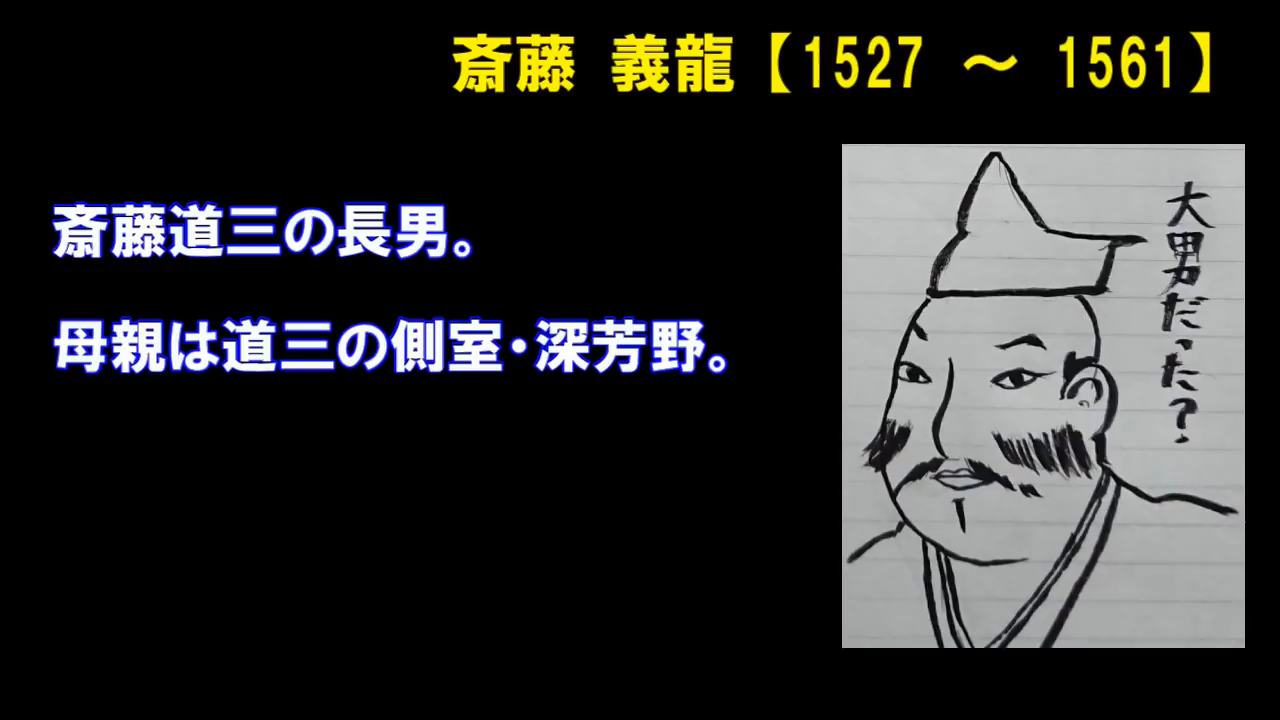 斎藤 義龍【1527 ～ 1561】
斎藤道三の長男。
母親は道三の側室・深芳野。
大男だった？